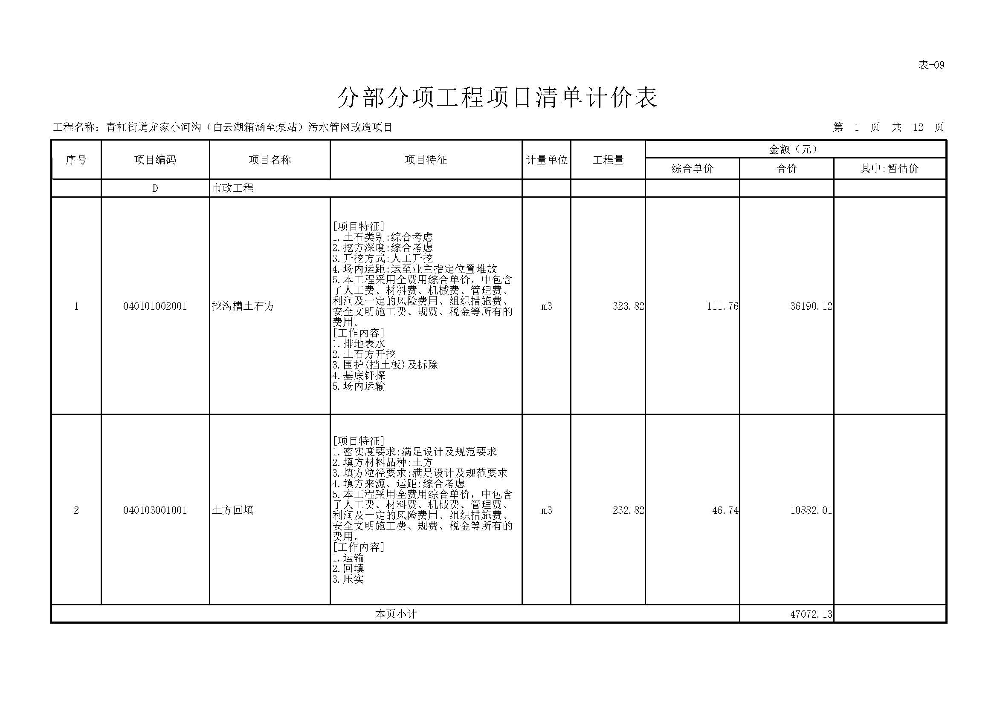 表-09
分部分项工程项目清单计价表
工程名称：青杠街道龙家小河沟（白云湖箱涵至泵站）污水管网改造项目
第 1 页 共 12 页
序号
项目编码
项目名称
项目特征
计量单位
工程量
金额（元）
综合单价
合价
其中:暂估价
D
市政工程
1
040101002001
挖沟槽土石方
[项目特征]
1.土石类别:综合考虑
2.挖方深度:综合考虑
3.开挖方式:人工开挖
4.场内运距:运至业主指定位置堆放
5.本工程采用全费用综合单价，中包含
了人工费、材料费、机械费、管理费、
利润及一定的风险费用、组织措施费、
安全文明施工费、规费、税金等所有的
费用。
[工作内容]
1.排地表水
2.土石方开挖
3.围护(挡土板)及拆除
4.基底钎探
5.场内运输
m3
323.82
111.76
36190.12
2
040103001001
土方回填
[项目特征]
1.密实度要求:满足设计及规范要求
2.填方材料品种:土方
3.填方粒径要求:满足设计及规范要求
4.填方来源、运距:综合考虑
5.本工程采用全费用综合单价，中包含
了人工费、材料费、机械费、管理费、
利润及一定的风险费用、组织措施费、
安全文明施工费、规费、税金等所有的
费用。
[工作内容]
1.运输
2.回填
3.压实
m3
232.82
46.74
10882.01
本页小计
47072.13